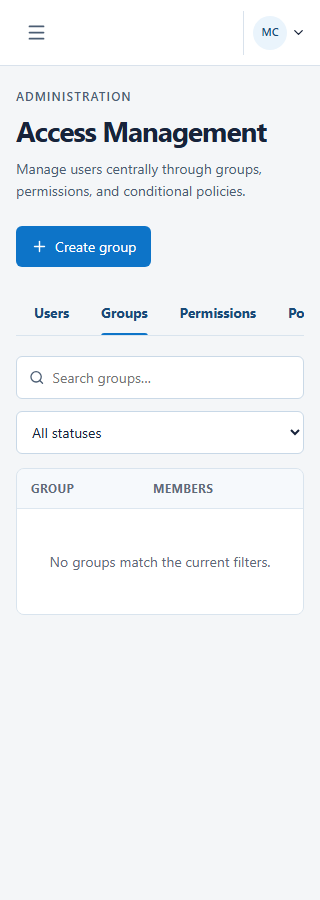 MC
ADMINISTRATION
Access Management
Manage users centrally through groups,
permissions, and conditional policies.
Create group
Users Groups Permissions Po
Search groups...
All statuses
GROUP MEMBERS
No groups match the current filters.